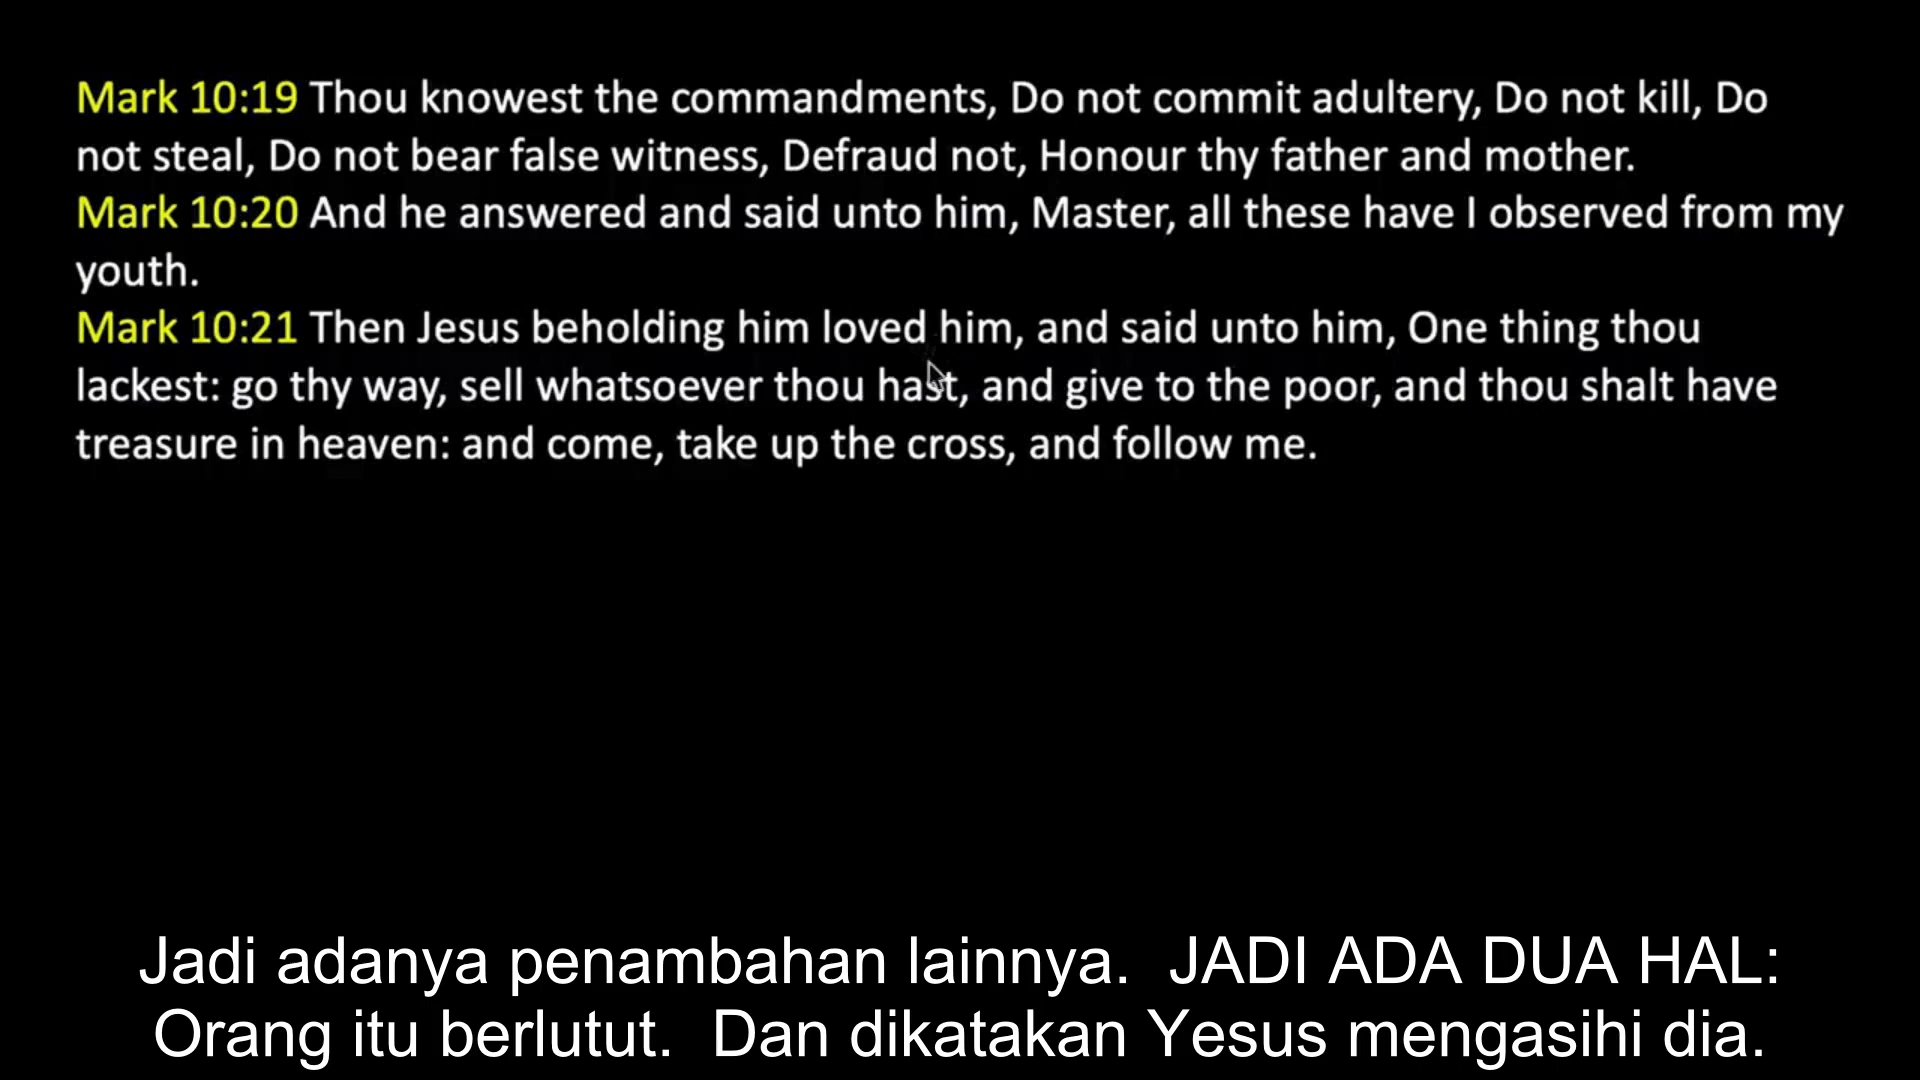 Mark 10:19 Thou knowest the commandments, Do not commit adultery, Do not kill, Do
not steal, Do not bear false witness, Defraud not, Honour thy father and mother.
Mark 10:20 And he answered and said unto him, Master, all these have I observed from my
youth.
Mark 10:21 Then Jesus beholding him loved him, and said unto him, One thing thou
lackest: go thy way, sell whatsoever thou hast, and give to the poor, and thou shalt have
treasure in heaven: and come, take up the cross, and follow me.
Jadi adanya penambahan lainnya.  JADI ADA DUA HAL:
Orang itu berlutut.  Dan dikatakan Yesus mengasihi dia.